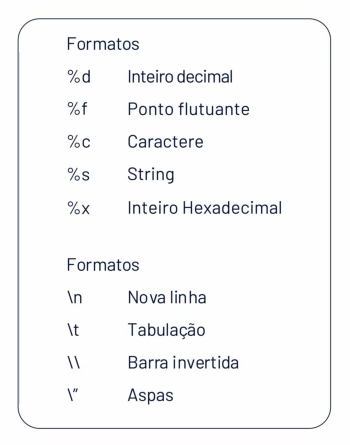 Formatos
%d Inteiro decimal
%f Ponto flutuante
%c Caractere
%s String
%x Inteiro Hexadecimal
Formatos
\n Nova linha
\t Tabulação
\\ Barra invertida
\” Aspas